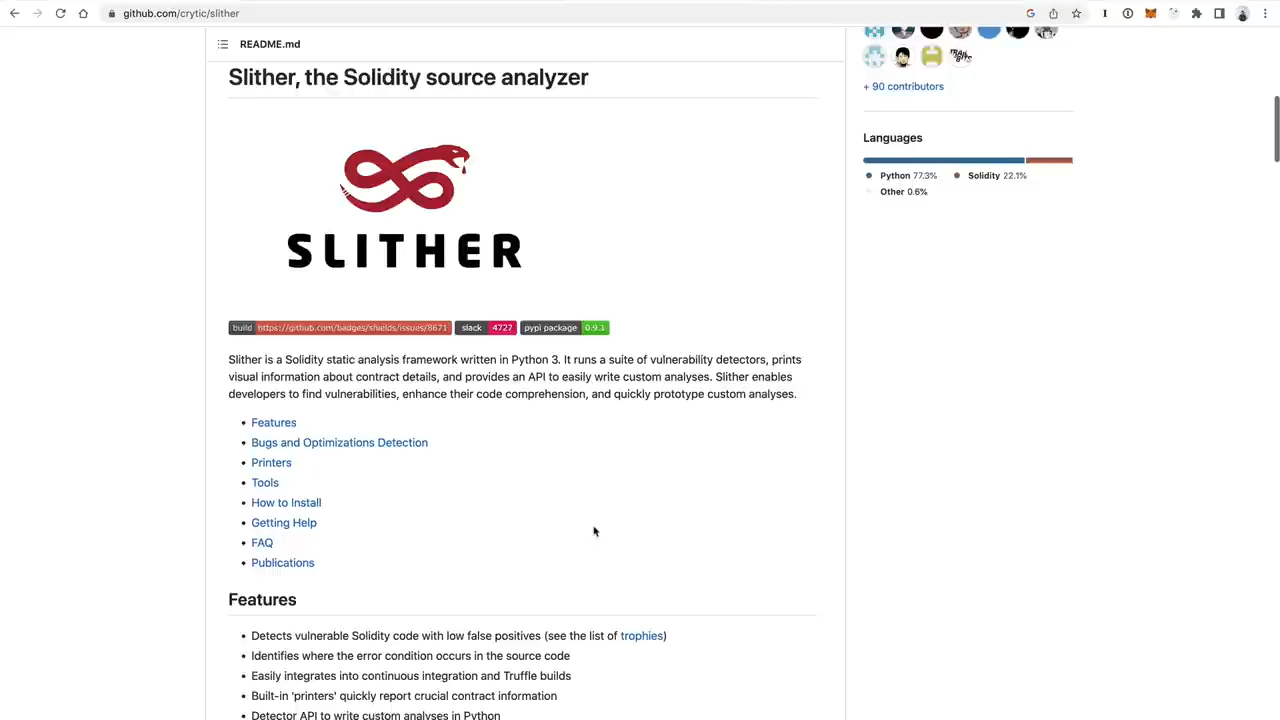 github.com/crytic/slither
README.md
Slither, the Solidity source analyzer
SLITHER
build https://github.com/badges/shields/issues/8671 slack 4727 pypi package 0.9.3
Slither is a Solidity static analysis framework written in Python 3. It runs a suite of vulnerability detectors, prints
visual information about contract details, and provides an API to easily write custom analyses. Slither enables
developers to find vulnerabilities, enhance their code comprehension, and quickly prototype custom analyses.
Features
Bugs and Optimizations Detection
Printers
Tools
How to Install
Getting Help
FAQ
Publications
Features
Detects vulnerable Solidity code with low false positives (see the list of trophies)
Identifies where the error condition occurs in the source code
Easily integrates into continuous integration and Truffle builds
Built-in 'printers' quickly report crucial contract information
Detector API to write custom analyses in Python
+ 90 contributors
Languages
Python 77.3% Solidity 22.1%
Other 0.6%